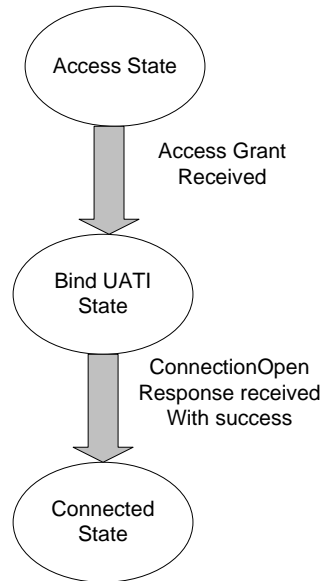 Access State
Access Grant
Received
Bind UATI
State
ConnectionOpen
Response received
With success
Connected
State